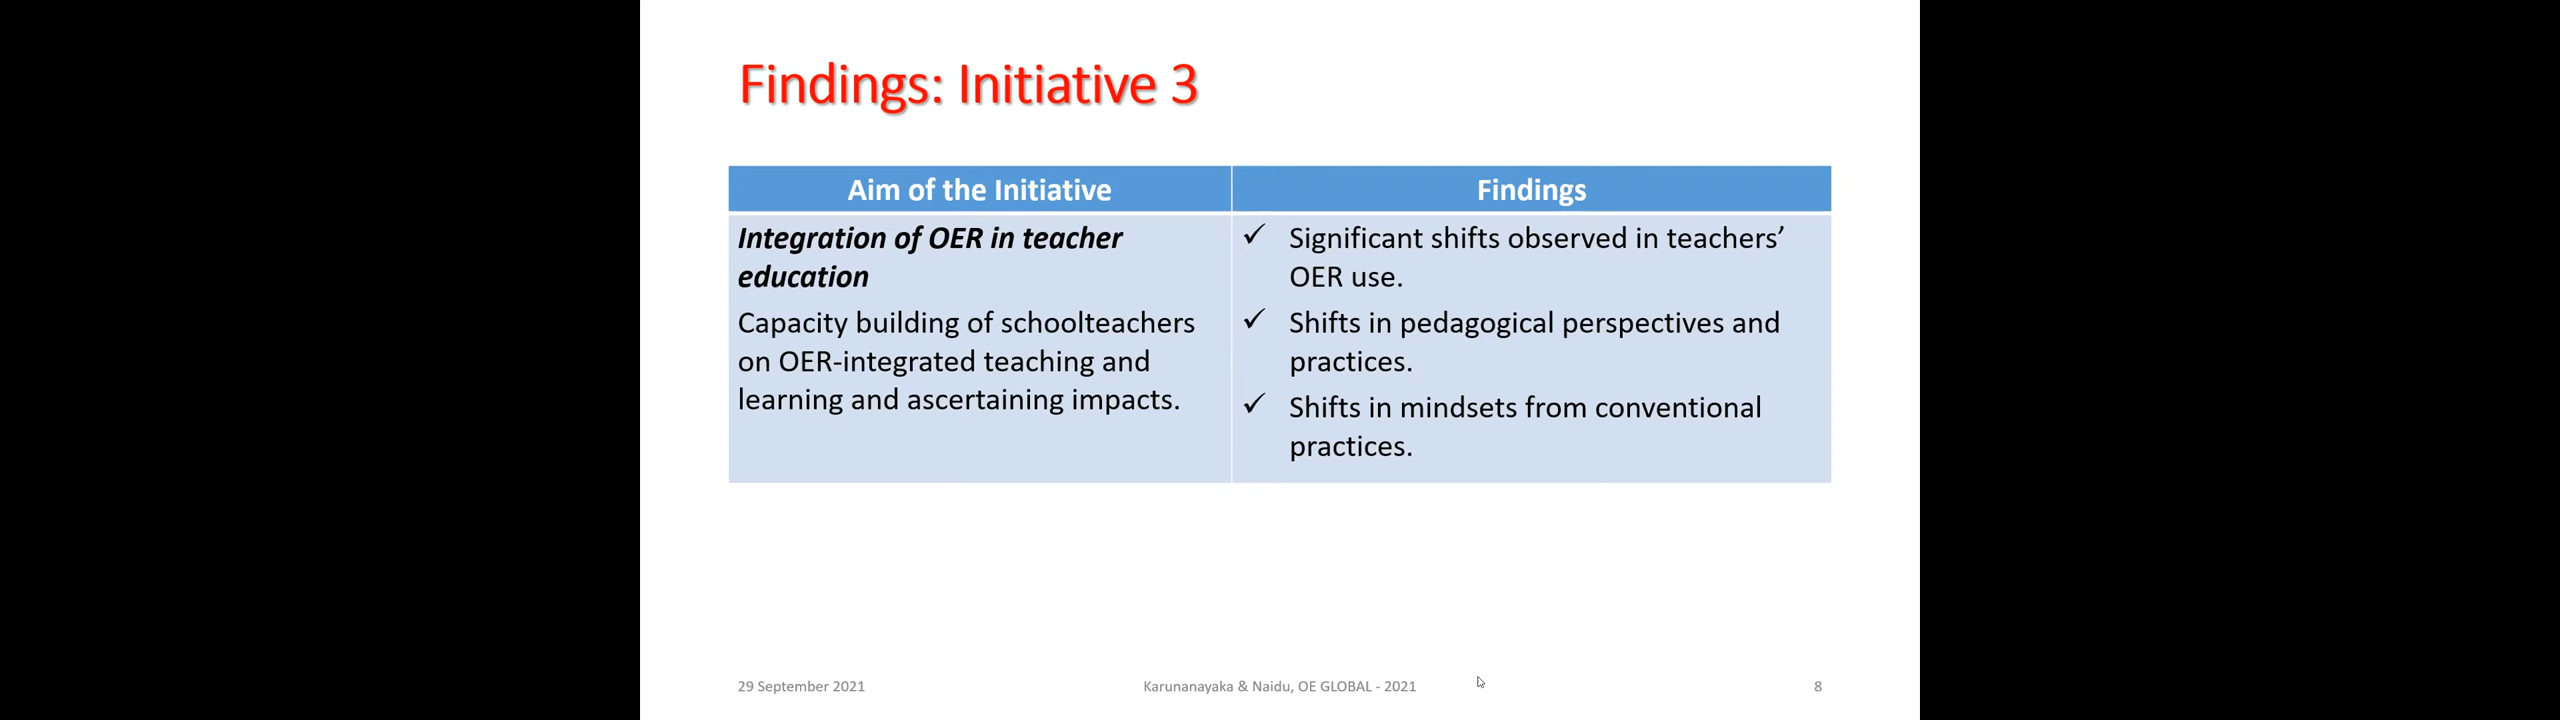 Findings: Initiative 3
Aim of the Initiative
Findings
Integration of OER in teacher
education
Capacity building of schoolteachers
on OER-integrated teaching and
learning and ascertaining impacts.
✓ Significant shifts observed in teachers’
OER use.
✓ Shifts in pedagogical perspectives and
practices.
✓ Shifts in mindsets from conventional
practices.
29 September 2021
Karunanayaka & Naidu, OE GLOBAL - 2021
8